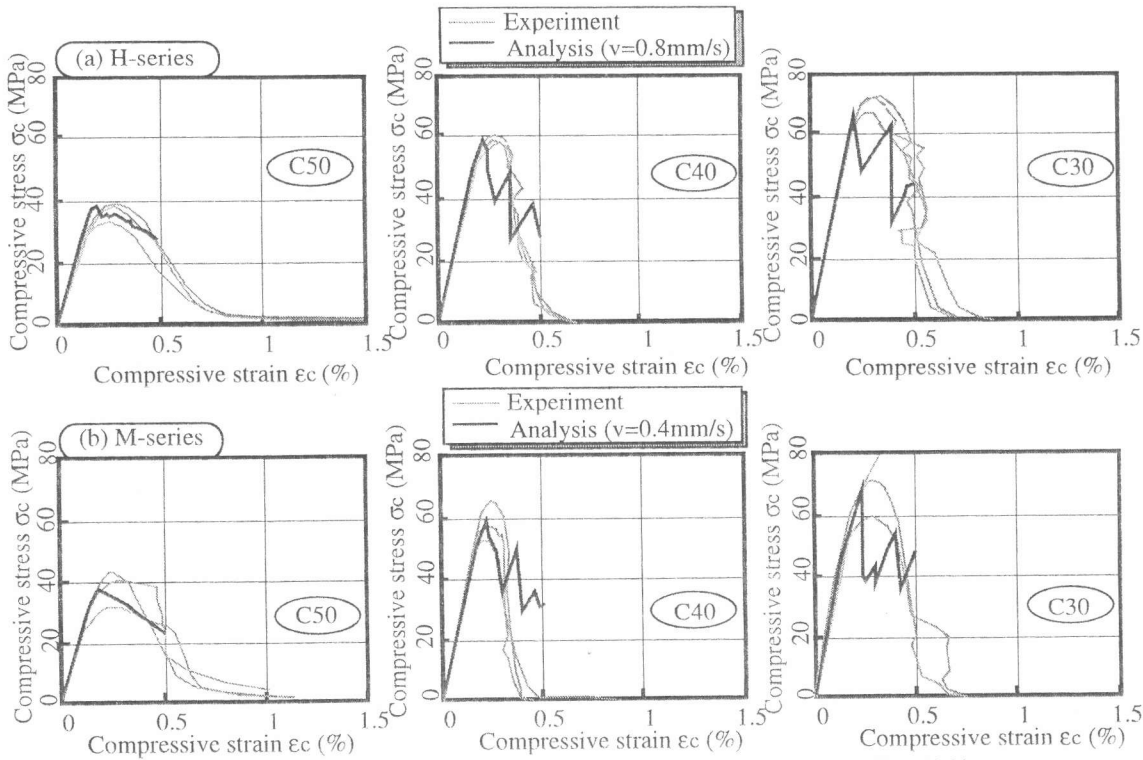 Experiment
Analysis (v=0.8mm/s)
(a) H-series
Compressive stress σc (MPa)
80
60
40
20
0
C50
0
0.5
1
1.5
Compressive strain εc (%)
Compressive stress σc (MPa)
80
60
40
20
0
C40
0
0.5
1
1.5
Compressive strain εc (%)
Compressive stress σc (MPa)
80
60
40
20
0
C30
0
0.5
1
1.5
Compressive strain εc (%)
Experiment
Analysis (v=0.4mm/s)
(b) M-series
Compressive stress σc (MPa)
80
60
40
20
0
C50
0
0.5
1
1.5
Compressive strain εc (%)
Compressive stress σc (MPa)
80
60
40
20
0
C40
0
0.5
1
1.5
Compressive strain εc (%)
Compressive stress σc (MPa)
80
60
40
20
0
C30
0
0.5
1
1.5
Compressive strain εc (%)